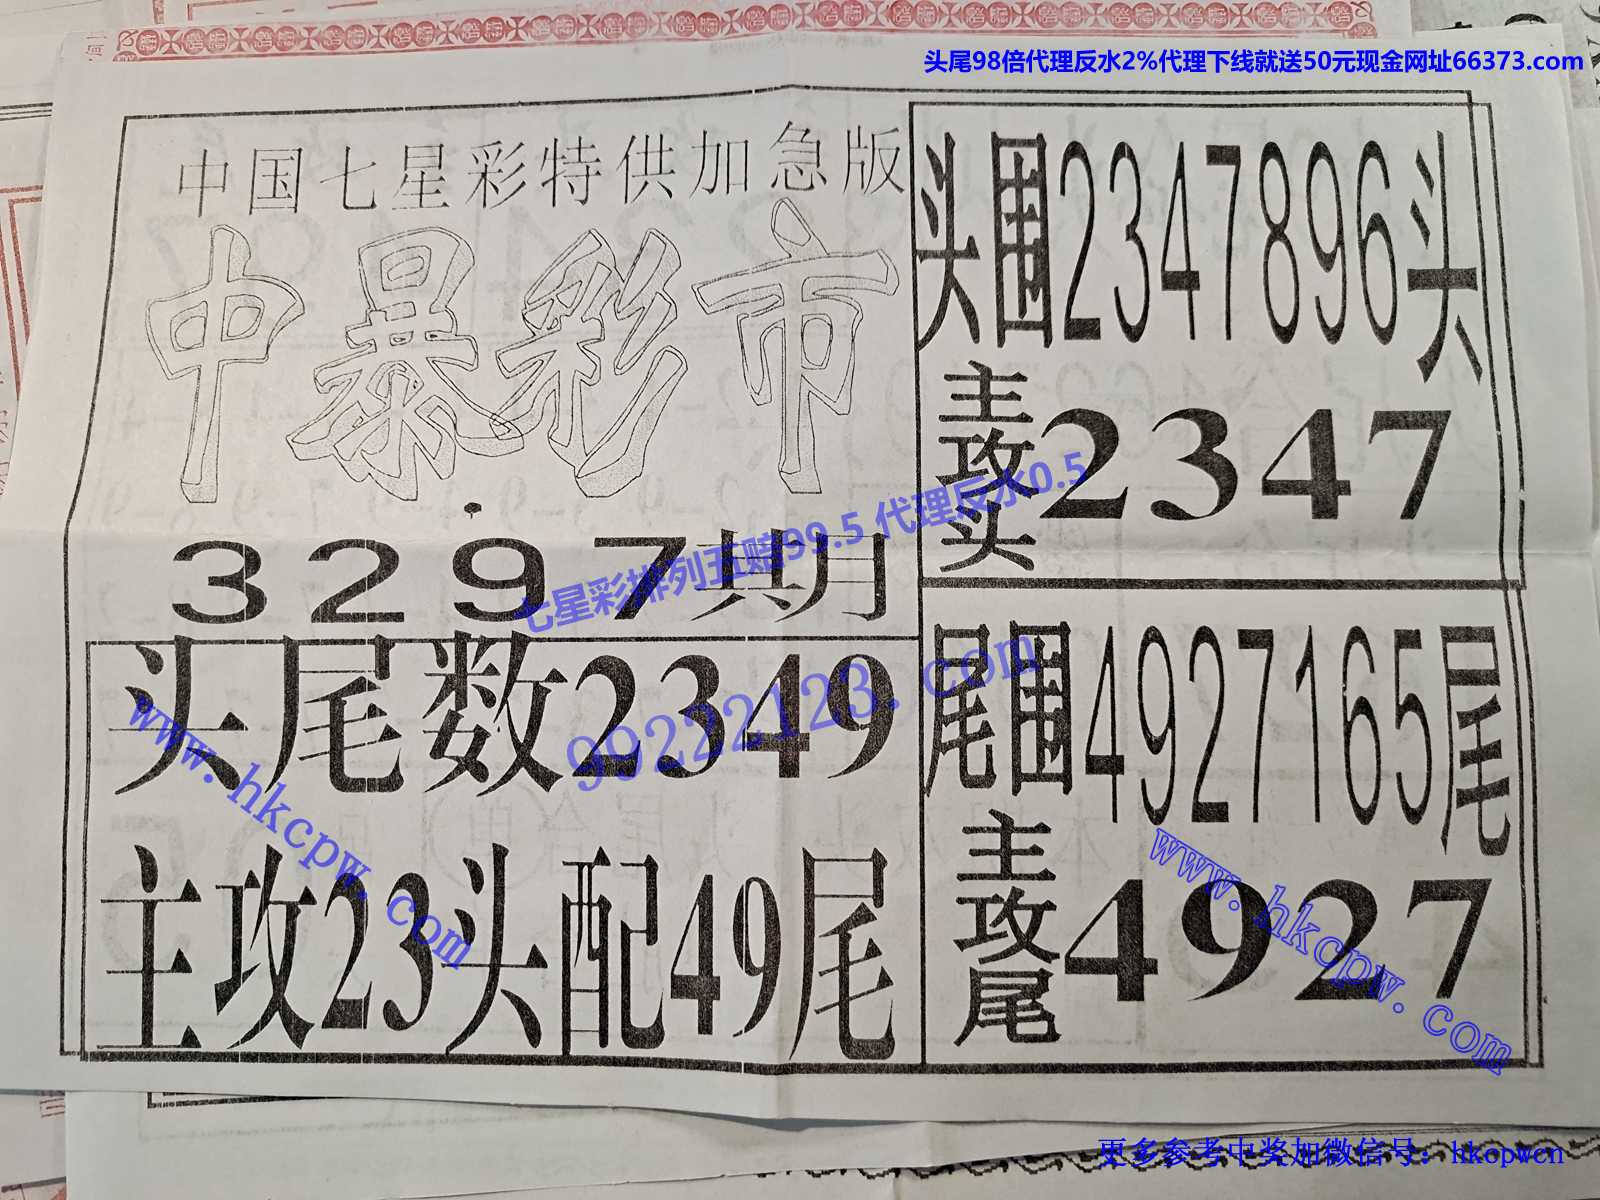 头尾98倍代理反水2%代理下线就送50元现金网址66373.com
中国七星彩特供加急版
中暴彩市
3297期
七星彩排列五赔99.5 代理反水0.5
头尾数2349
99222123.com
www.hkcpw.com
主攻23头配49尾
头围2347896头
主攻头2347
尾围4927165尾
主攻尾4927
www.hkcpw.com
更多参考中奖加微信号：hkcpwcn